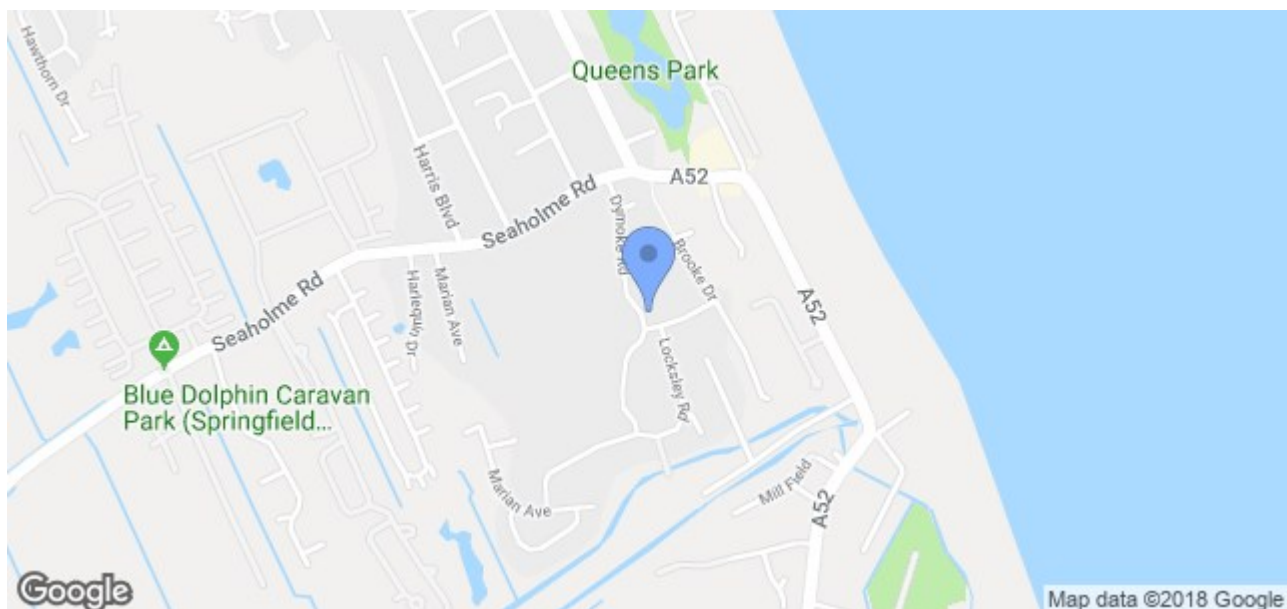 Hawthorn Dr
Queens Park
Harris Blvd
Seaholme Rd
A52
Dymoke Rd
Brooke Dr
Harlequin Dr
Marian Ave
Seaholme Rd
A52
Locksley Rd
Blue Dolphin Caravan
Park (Springfield...
Marian Ave
Mill Field
A52
Google
Map data ©2018 Google